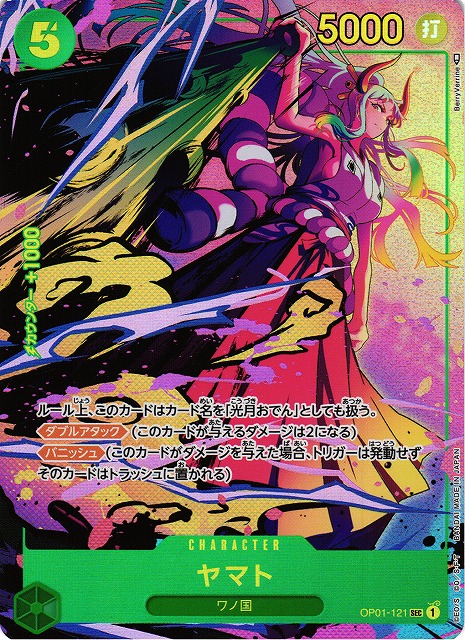 5
5000 打
BerryVerrine
カウンター+1000
ルール上、このカードはカード名を「光月おでん」としても扱う。
ダブルアタック (このカードが与えるダメージは2になる)
バニッシュ (このカードがダメージを与えた場合、トリガーは発動せず
そのカードはトラッシュに置かれる)
BANDAI MADE IN JAPAN
CHARACTER
ヤマト
ワノ国
OP01-121 SEC 1